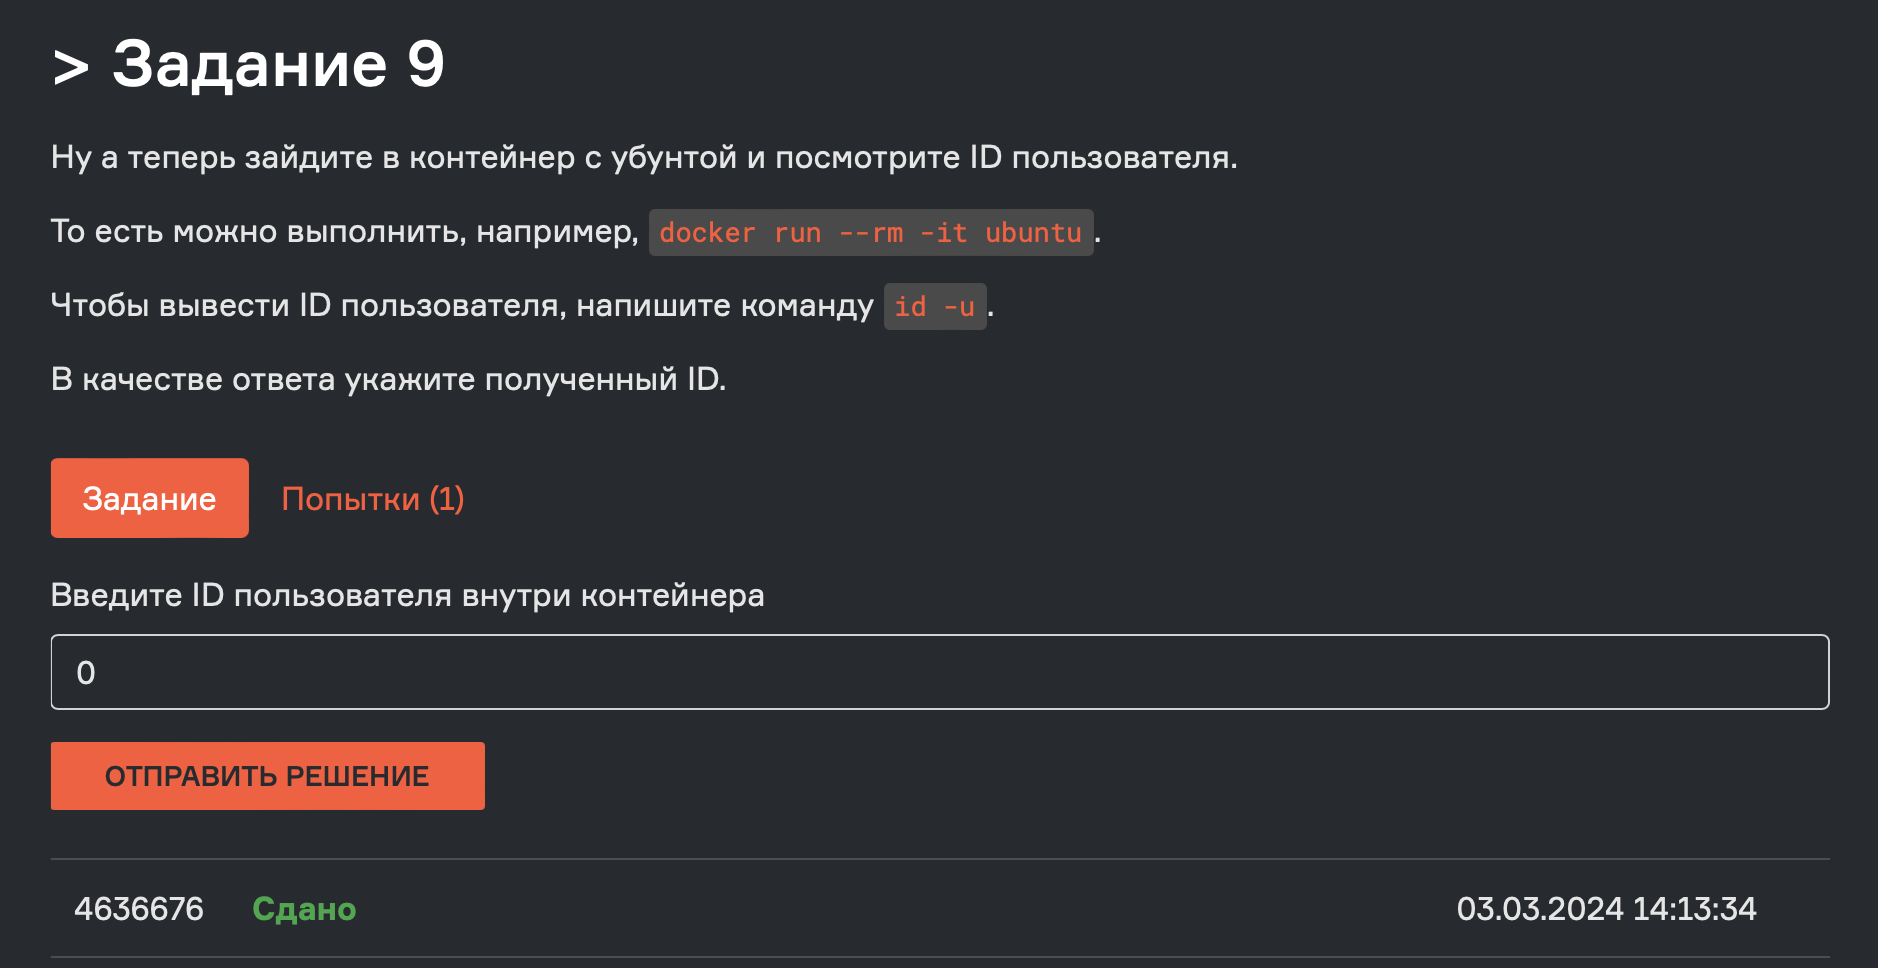 > Задание 9
Ну а теперь зайдите в контейнер с убунтой и посмотрите ID пользователя.
То есть можно выполнить, например, docker run --rm -it ubuntu.
Чтобы вывести ID пользователя, напишите команду id -u.
В качестве ответа укажите полученный ID.
Задание Попытки (1)
Введите ID пользователя внутри контейнера
0
ОТПРАВИТЬ РЕШЕНИЕ
4636676 Сдано 03.03.2024 14:13:34